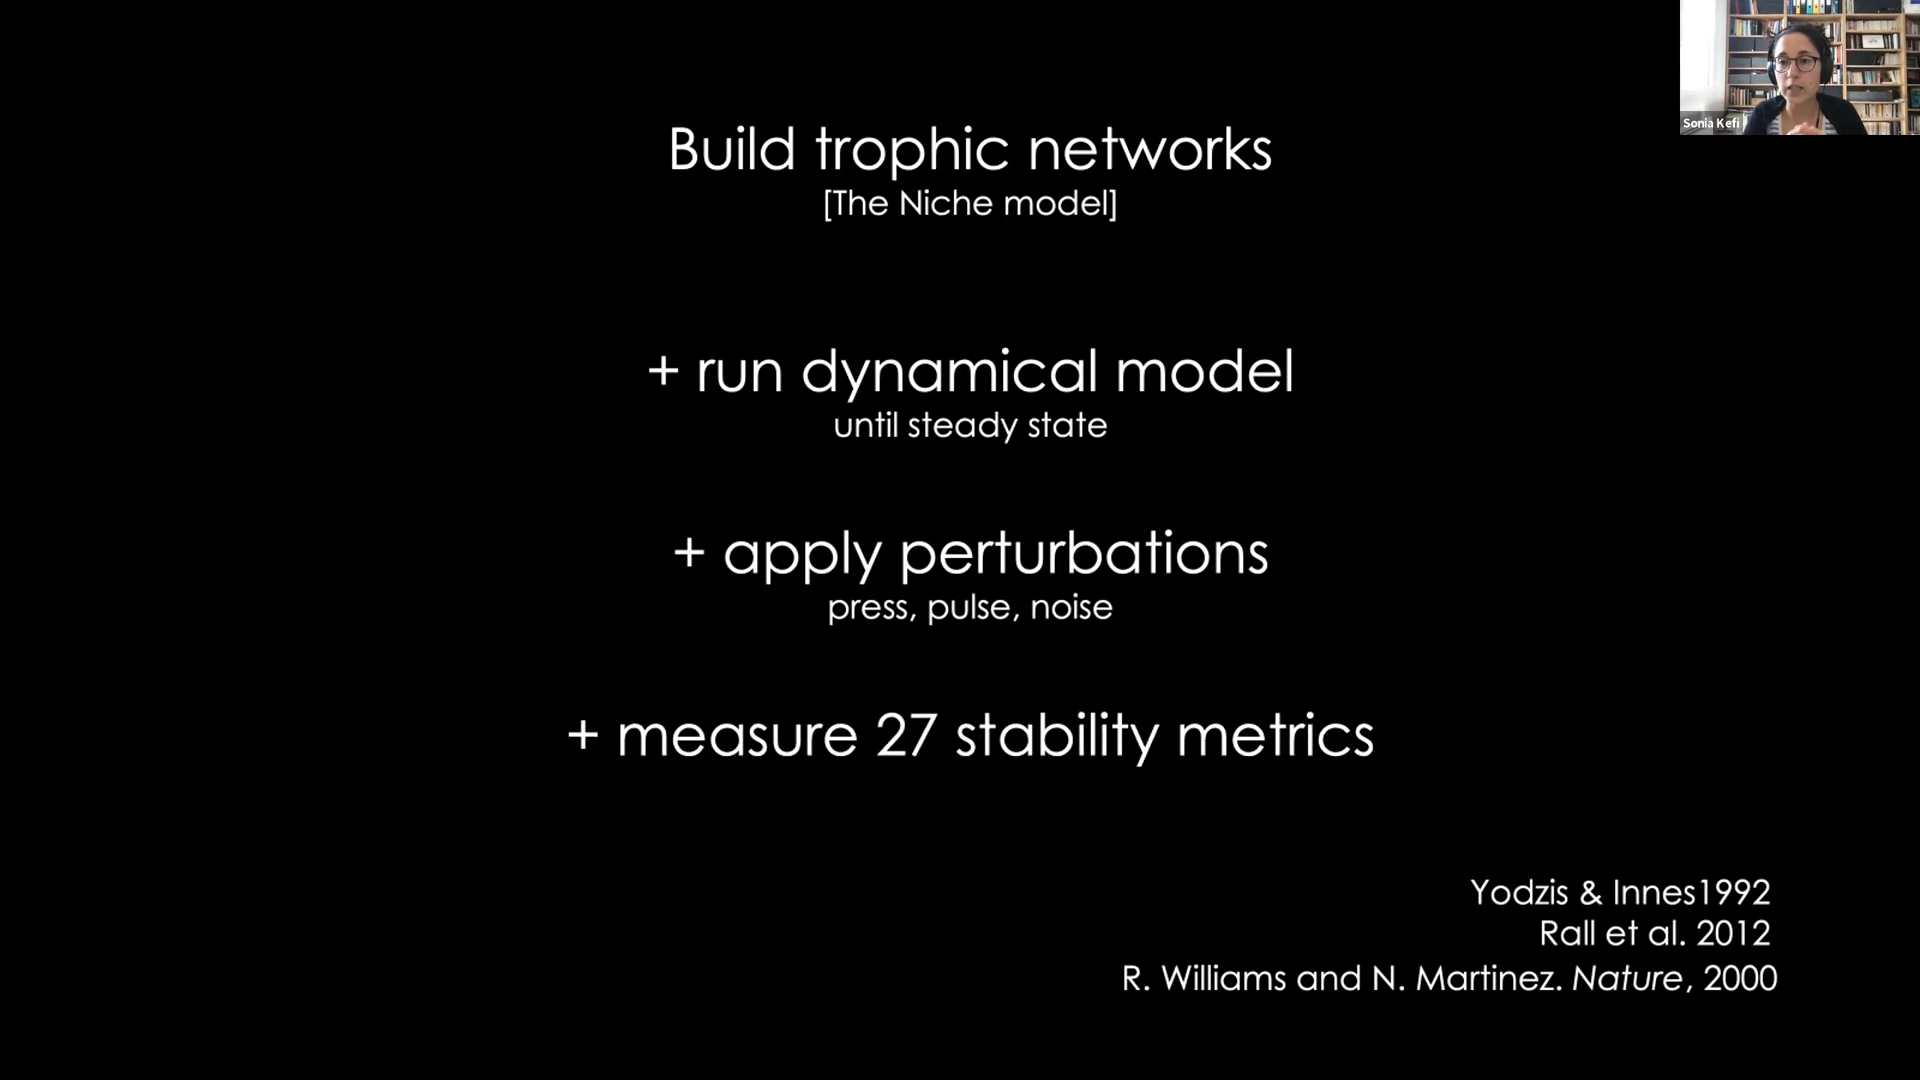 Build trophic networks
[The Niche model]
+ run dynamical model
until steady state
+ apply perturbations
press, pulse, noise
+ measure 27 stability metrics
Yodzis & Innes1992
Rall et al. 2012
R. Williams and N. Martinez. Nature, 2000
Sonia Kefi